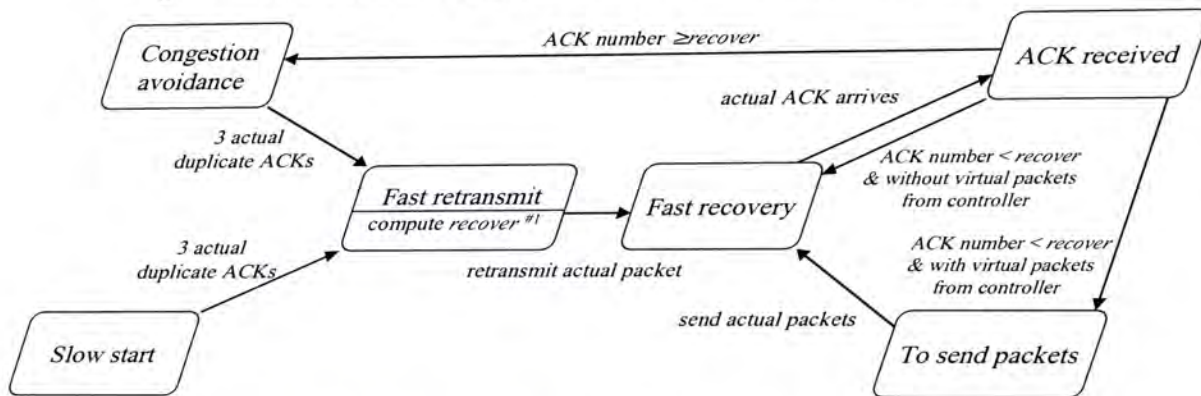 Congestion
avoidance
ACK number ≥recover
ACK received
actual ACK arrives
3 actual
duplicate ACKs
ACK number < recover
& without virtual packets
from controller
Fast retransmit
compute recover #1
Fast recovery
3 actual
duplicate ACKs
retransmit actual packet
ACK number < recover
& with virtual packets
from controller
send actual packets
Slow start
To send packets